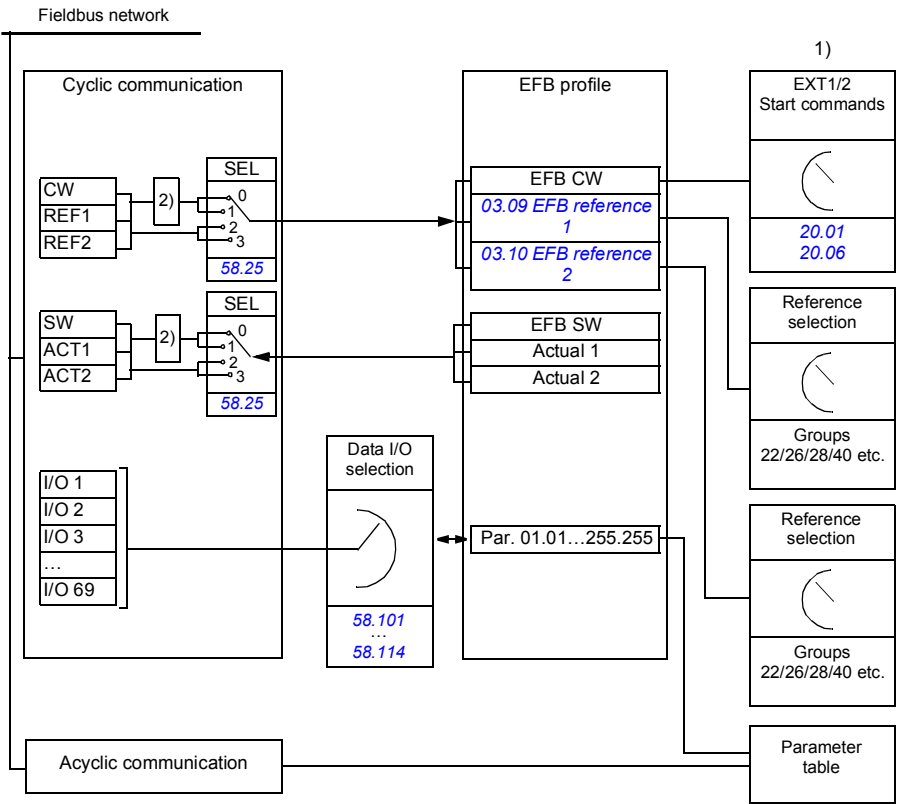 Fieldbus network
1)
Cyclic communication
EFB profile
EXT1/2
Start commands
SEL
CW
REF1
REF2
2)
0
1
2
3
58.25
EFB CW
03.09 EFB reference
1
03.10 EFB reference
2
20.01
20.06
SEL
SW
ACT1
ACT2
2)
0
1
2
3
58.25
EFB SW
Actual 1
Actual 2
Reference
selection
Groups
22/26/28/40 etc.
Data I/O
selection
I/O 1
I/O 2
I/O 3
…
I/O 69
58.101
…
58.114
Par. 01.01…255.255
Reference
selection
Groups
22/26/28/40 etc.
Acyclic communication
Parameter
table